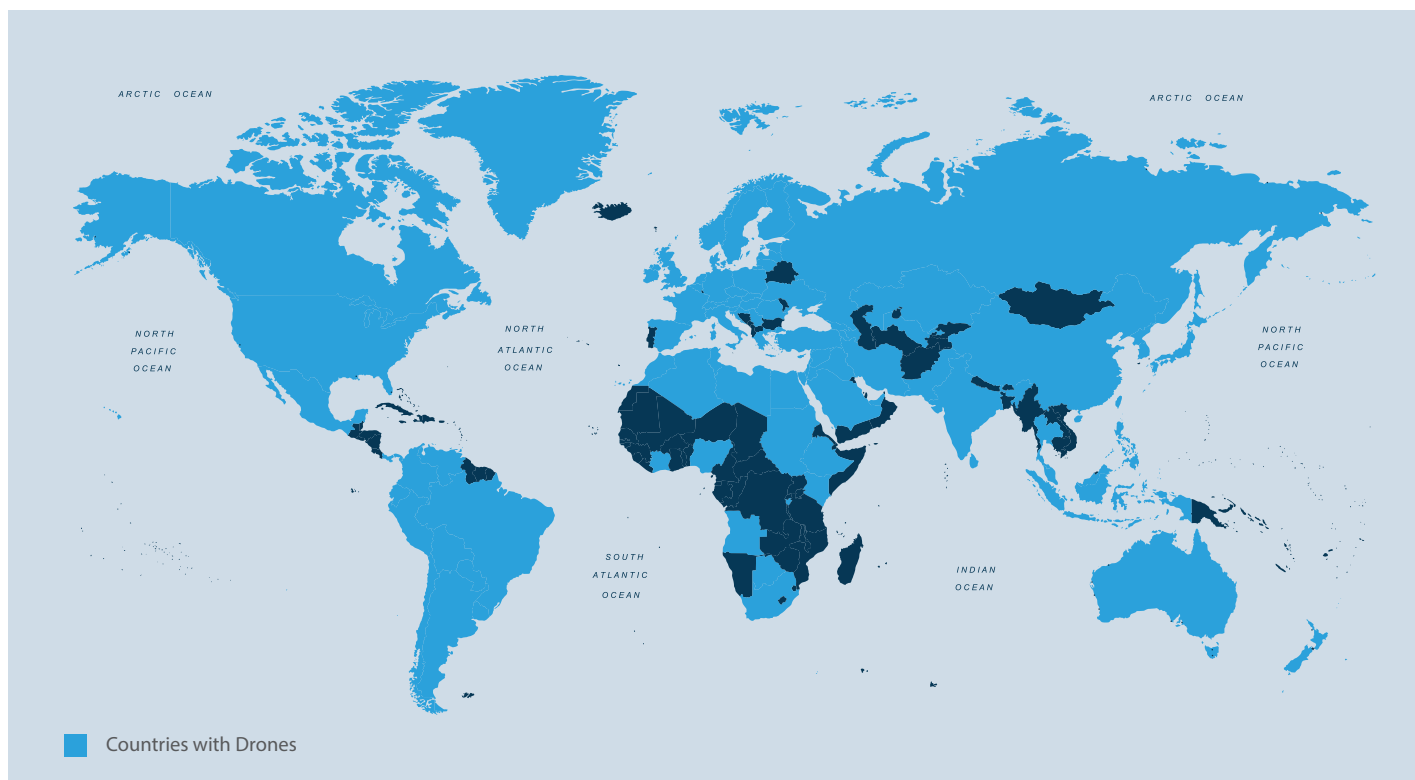 ARCTIC OCEAN
ARCTIC OCEAN
NORTH
PACIFIC
OCEAN
NORTH
ATLANTIC
OCEAN
NORTH
PACIFIC
OCEAN
SOUTH
ATLANTIC
OCEAN
INDIAN
OCEAN
Countries with Drones